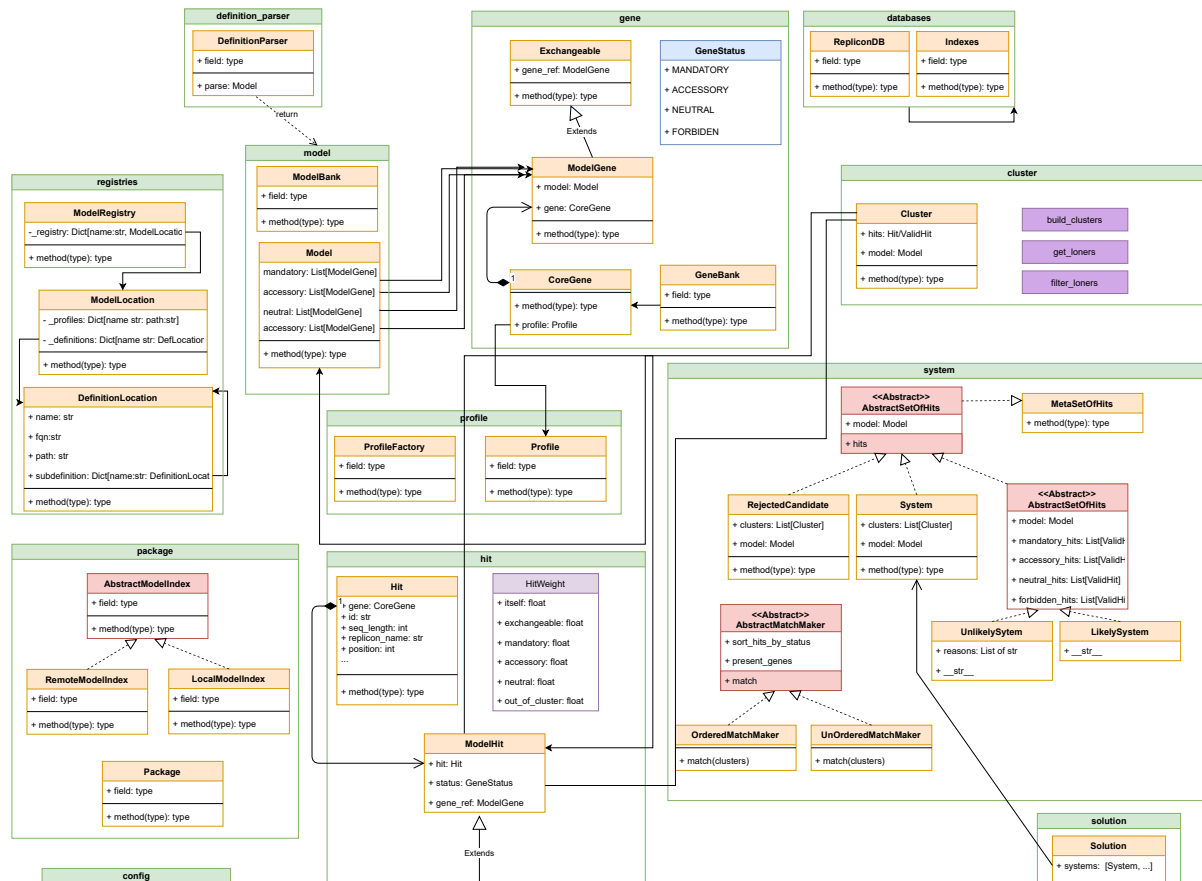 definition_parser
DefinitionParser
+ field: type
+ parse: Model
return
gene
Exchangeable
+ gene_ref: ModelGene
+ method(type): type
GeneStatus
+ MANDATORY
+ ACCESSORY
+ NEUTRAL
+ FORBIDEN
Extends
ModelGene
+ model: Model
+ gene: CoreGene
+ method(type): type
1
CoreGene
+ method(type): type
+ profile: Profile
GeneBank
+ field: type
+ method(type): type
databases
RepliconDB
+ field: type
+ method(type): type
Indexes
+ field: type
+ method(type): type
model
ModelBank
+ field: type
+ method(type): type
Model
mandatory: List[ModelGene]
accessory: List[ModelGene]
neutral: List[ModelGene]
accessory: List[ModelGene]
+ method(type): type
registries
ModelRegistry
-_registry: Dict[name:str, ModelLocatic
+ method(type): type
ModelLocation
- _profiles: Dict[name str: path:str]
- _definitions: Dict[name str: DefLocation
+ method(type): type
DefinitionLocation
+ name: str
+ fqn:str
+ path: str
+ subdefinition: Dict[name:str: DefinitionLocat
+ method(type): type
cluster
Cluster
+ hits: Hit/ValidHit
+ model: Model
+ method(type): type
build_clusters
get_loners
filter_loners
profile
ProfileFactory
+ field: type
+ method(type): type
Profile
+ field: type
+ method(type): type
system
<<Abstract>>
AbstractSetOfHits
+ model: Model
+ hits
MetaSetOfHits
+ method(type): type
RejectedCandidate
+ clusters: List[Cluster]
+ model: Model
+ method(type): type
System
+ clusters: List[Cluster]
+ model: Model
+ method(type): type
<<Abstract>>
AbstractSetOfHits
+ model: Model
+ mandatory_hits: List[ValidH
+ accessory_hits: List[ValidH
+ neutral_hits: List[ValidHit]
+ forbidden_hits: List[ValidHi
UnlikelySytem
+ reasons: List of str
+ __str__
LikelySystem
+ __str__
<<Abstract>>
AbstractMatchMaker
+ sort_hits_by_status
+ present_genes
+ match
OrderedMatchMaker
+ match(clusters)
UnOrderedMatchMaker
+ match(clusters)
package
AbstractModelIndex
+ field: type
+ method(type): type
RemoteModelIndex
+ field: type
+ method(type): type
LocalModelIndex
+ field: type
+ method(type): type
Package
+ field: type
+ method(type): type
hit
Hit
1
+ gene: CoreGene
+ id: str
+ seq_length: int
+ replicon_name: str
+ position: int
...
+ method(type): type
HitWeight
+ itself: float
+ exchangeable: float
+ mandatory: float
+ accessory: float
+ neutral: float
+ out_of_cluster: float
ModelHit
+ hit: Hit
+ status: GeneStatus
+ gene_ref: ModelGene
Extends
solution
Solution
+ systems: [System, ...]
config